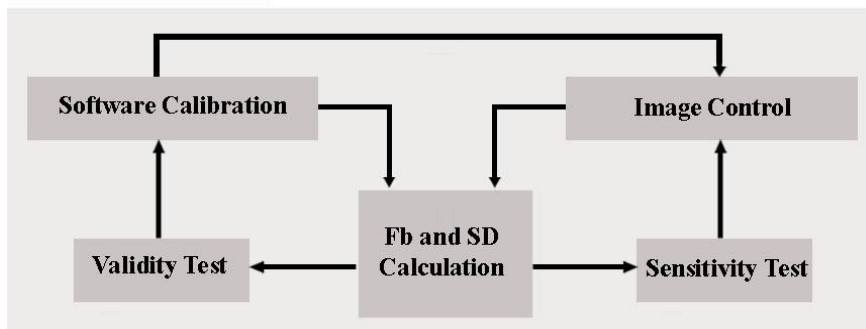 Software Calibration
Image Control
Fb and SD
Calculation
Validity Test
Sensitivity Test